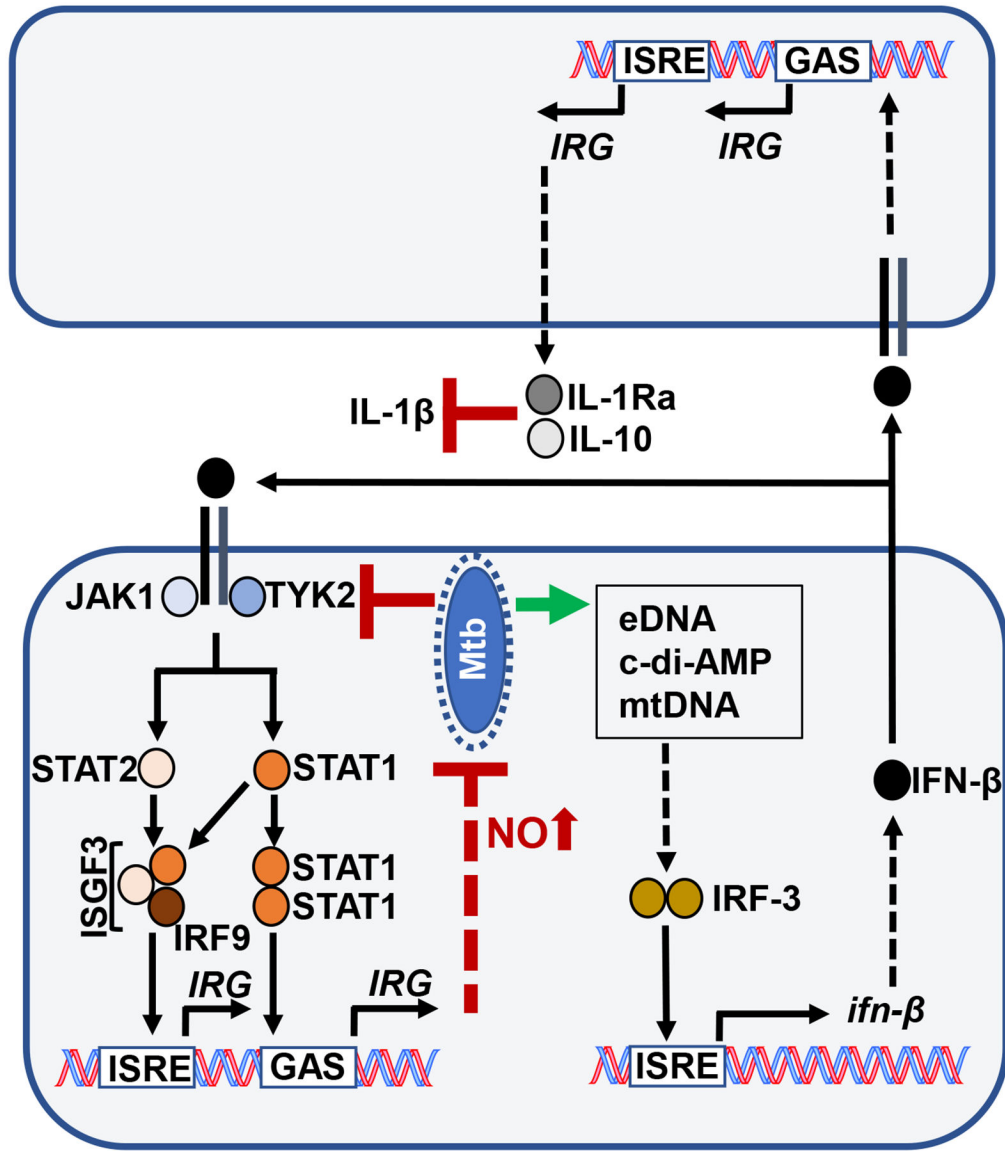 ISRE
GAS
IRG
IRG
IL-1β
IL-1Ra
IL-10
JAK1
TYK2
Mtb
eDNA
c-di-AMP
mtDNA
STAT2
STAT1
IFN-β
NO
ISGF3
STAT1
STAT1
IRF9
IRF-3
IRG
IRG
ifn-β
ISRE
GAS
ISRE